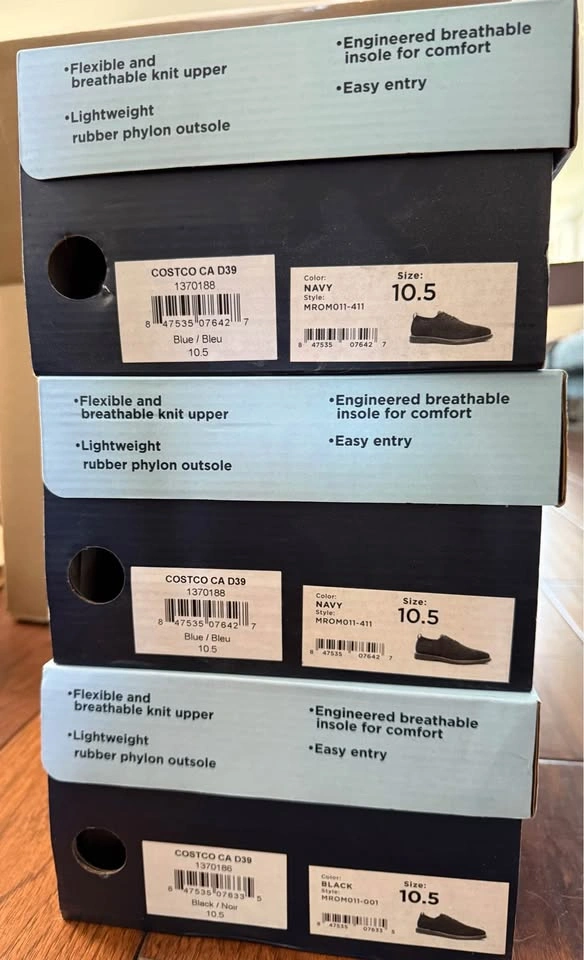 •Flexible and
breathable knit upper
•Lightweight
rubber phylon outsole
•Engineered breathable
insole for comfort
•Easy entry
COSTCO CA D39
1370188
8 47535 07642 7
Blue / Bleu
10.5
Color:
NAVY
Style:
MROM011-411
Size:
10.5
8 47535 07642 7
•Flexible and
breathable knit upper
•Lightweight
rubber phylon outsole
•Engineered breathable
insole for comfort
•Easy entry
COSTCO CA D39
1370188
8 47535 07642 7
Blue / Bleu
10.5
Color:
NAVY
Style:
MROM011-411
Size:
10.5
8 47535 07642 7
•Flexible and
breathable knit upper
•Lightweight
rubber phylon outsole
•Engineered breathable
insole for comfort
•Easy entry
COSTCO CA D39
1370186
8 47535 07633 5
Black / Noir
10.5
Color:
BLACK
Style:
MROM011-001
Size:
10.5
8 47535 07633 5